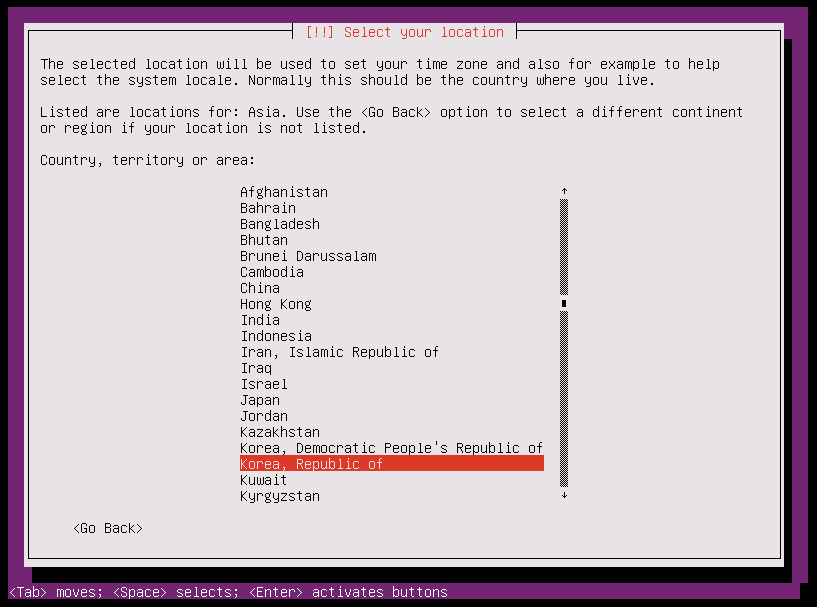 [!!] Select your location
The selected location will be used to set your time zone and also for example to help
select the system locale. Normally this should be the country where you live.
Listed are locations for: Asia. Use the <Go Back> option to select a different continent
or region if your location is not listed.
Country, territory or area:
Afghanistan
Bahrain
Bangladesh
Bhutan
Brunei Darussalam
Cambodia
China
Hong Kong
India
Indonesia
Iran, Islamic Republic of
Iraq
Israel
Japan
Jordan
Kazakhstan
Korea, Democratic People's Republic of
Korea, Republic of
Kuwait
Kyrgyzstan
<Go Back>
<Tab> moves; <Space> selects; <Enter> activates buttons